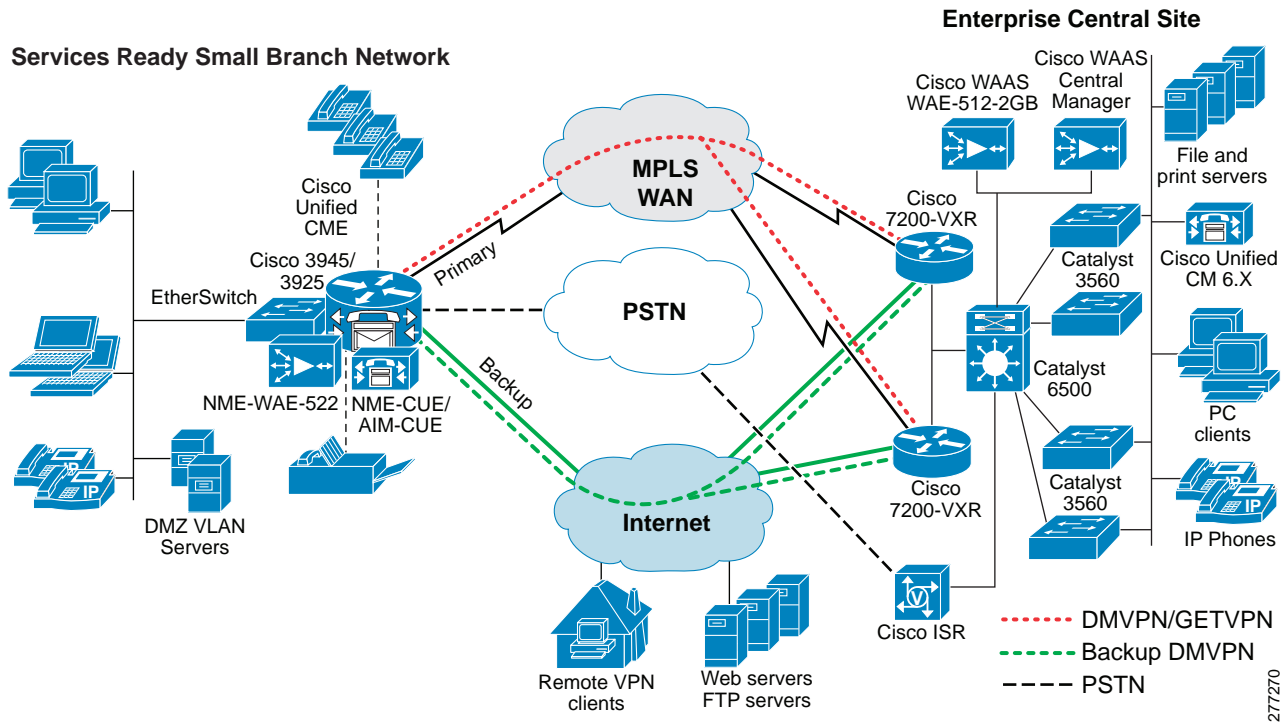 Enterprise Central Site
Services Ready Small Branch Network
Cisco WAAS
WAE-512-2GB
Cisco WAAS
Central
Manager
File and
print servers
Cisco
Unified
CME
MPLS
WAN
Cisco
7200-VXR
Cisco 3945/
3925
Primary
EtherSwitch
Catalyst
3560
Cisco Unified
CM 6.X
PSTN
NME-WAE-522
NME-CUE/
AIM-CUE
Backup
Catalyst
6500
PC
clients
IP
IP
DMZ VLAN
Servers
Internet
Cisco
7200-VXR
Catalyst
3560
IP
IP
IP Phones
V
Cisco ISR
Remote VPN
clients
Web servers
FTP servers
DMVPN/GETVPN
Backup DMVPN
PSTN
277270